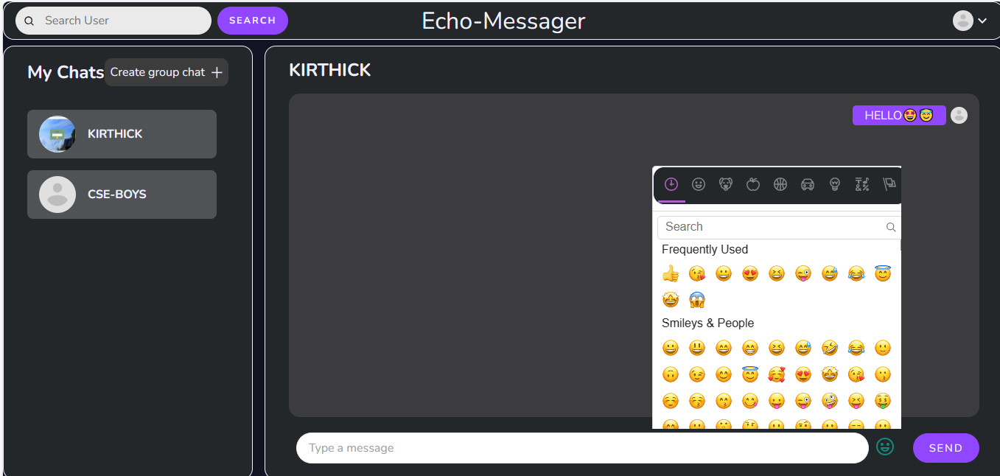 Search User
SEARCH
Echo-Messager
My Chats
Create group chat +
KIRTHICK
CSE-BOYS
KIRTHICK
HELLO🤩😇
Search
Frequently Used
Smileys & People
Type a message
SEND